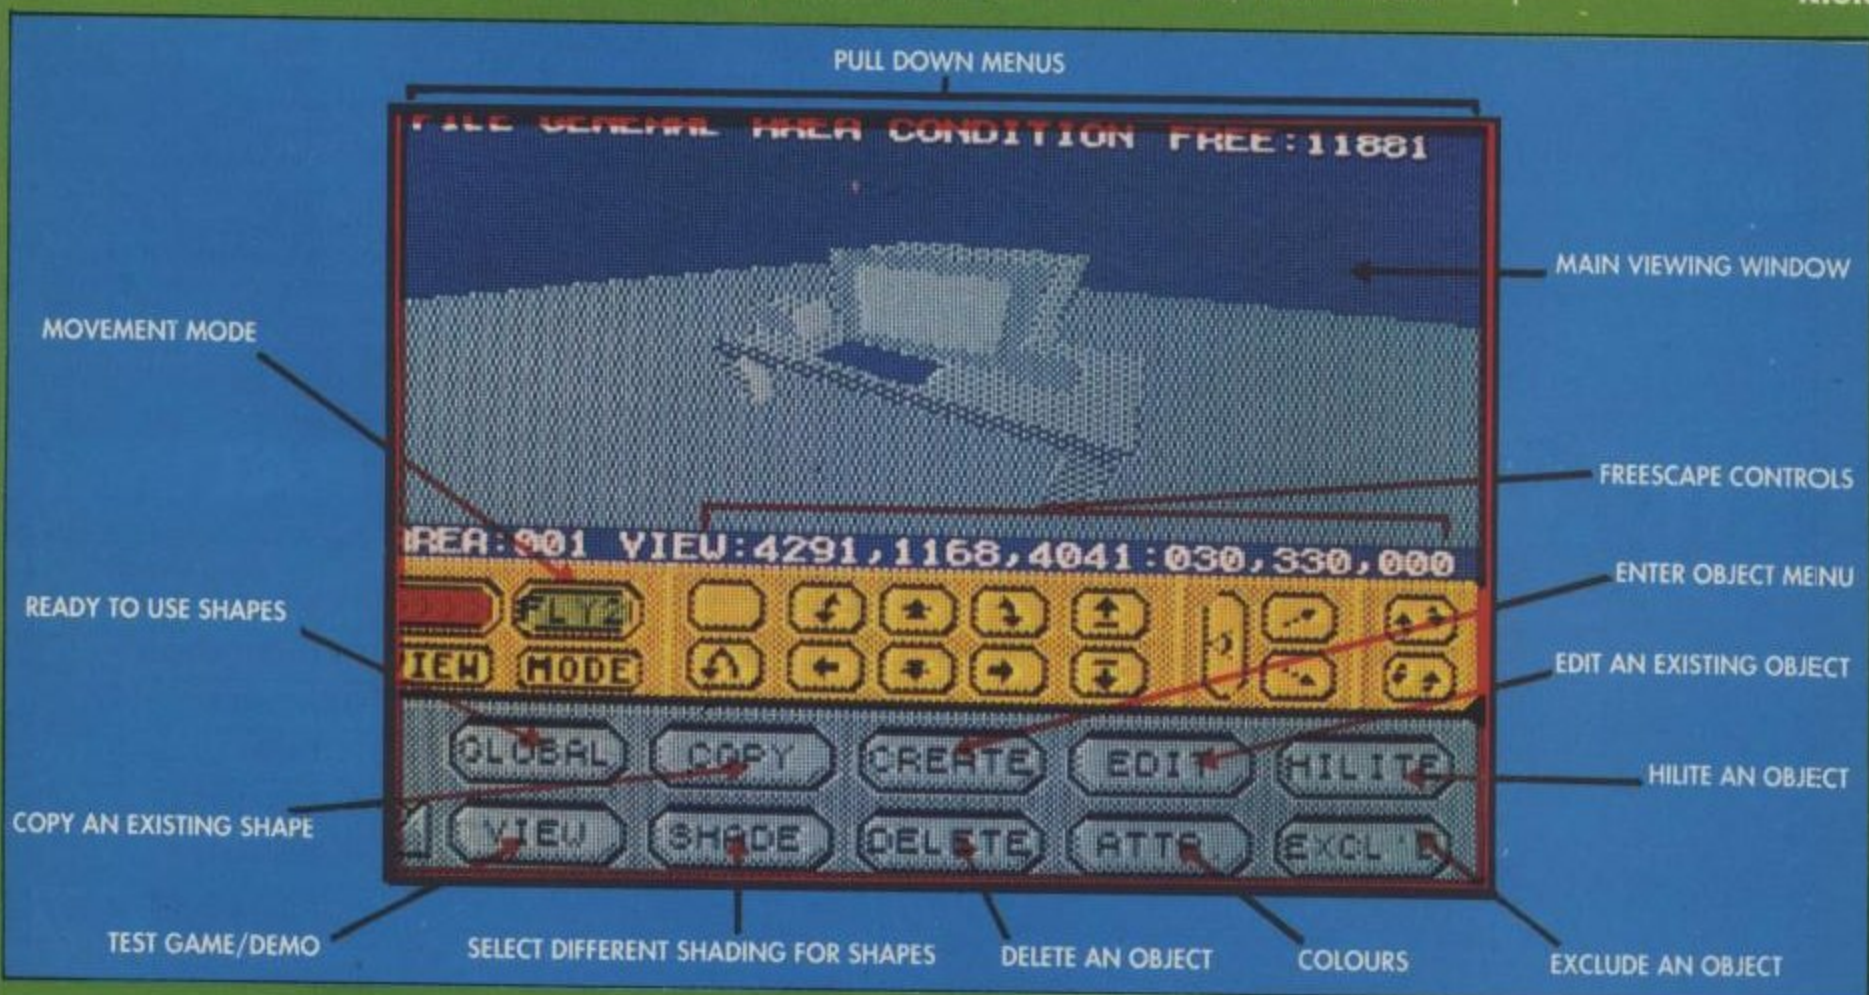 PULL DOWN MENUS
FILE GENERAL AREA CONDITION FREE:11881
MAIN VIEWING WINDOW
MOVEMENT MODE
FREESCAPE CONTROLS
AREA:001 VIEW:4291,1168,4041:030,330,000
ENTER OBJECT MENU
READY TO USE SHAPES
FLY2
IEW MODE
EDIT AN EXISTING OBJECT
GLOBAL COPY CREATE EDIT HILITE
HILITE AN OBJECT
COPY AN EXISTING SHAPE
VIEW SHADE DELETE ATTR. EXCL'D
TEST GAME/DEMO
SELECT DIFFERENT SHADING FOR SHAPES
DELETE AN OBJECT
COLOURS
EXCLUDE AN OBJECT